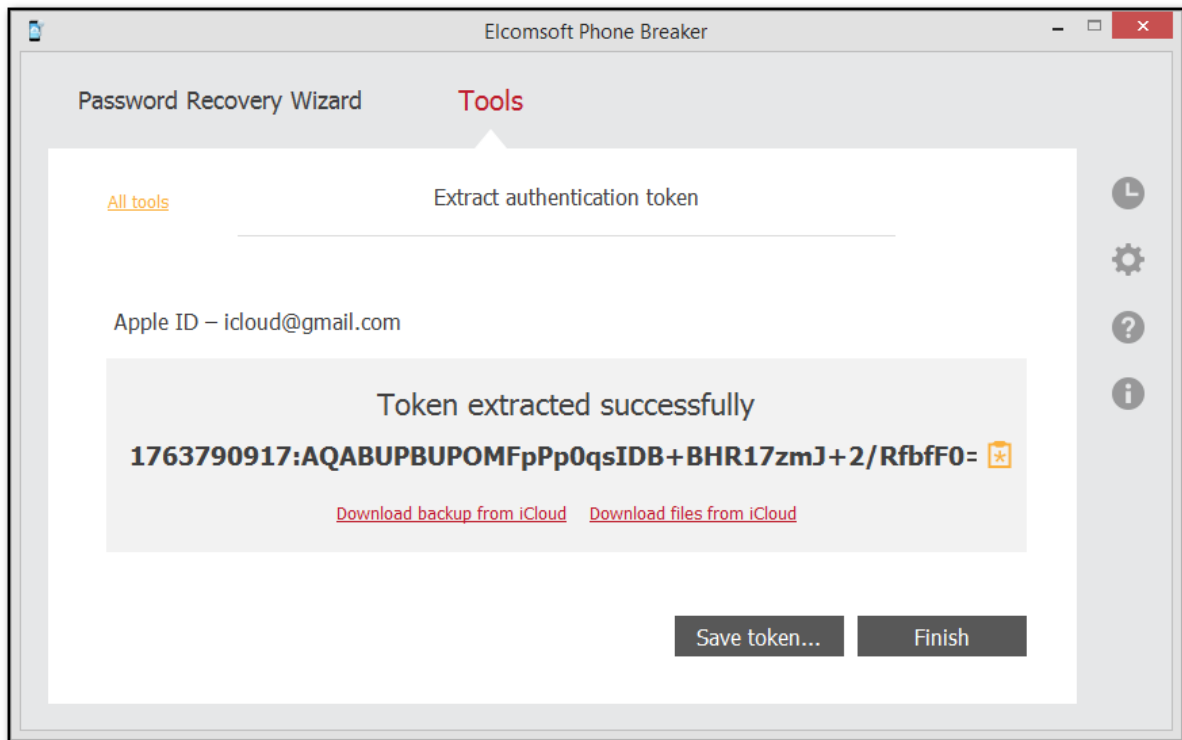 Elcomsoft Phone Breaker
Password Recovery Wizard Tools
All tools Extract authentication token
Apple ID – icloud@gmail.com
Token extracted successfully
1763790917:AQABUPBUPOMFpPp0qsIDB+BHR17zmJ+2/RfbfF0=
Download backup from iCloud Download files from iCloud
Save token... Finish